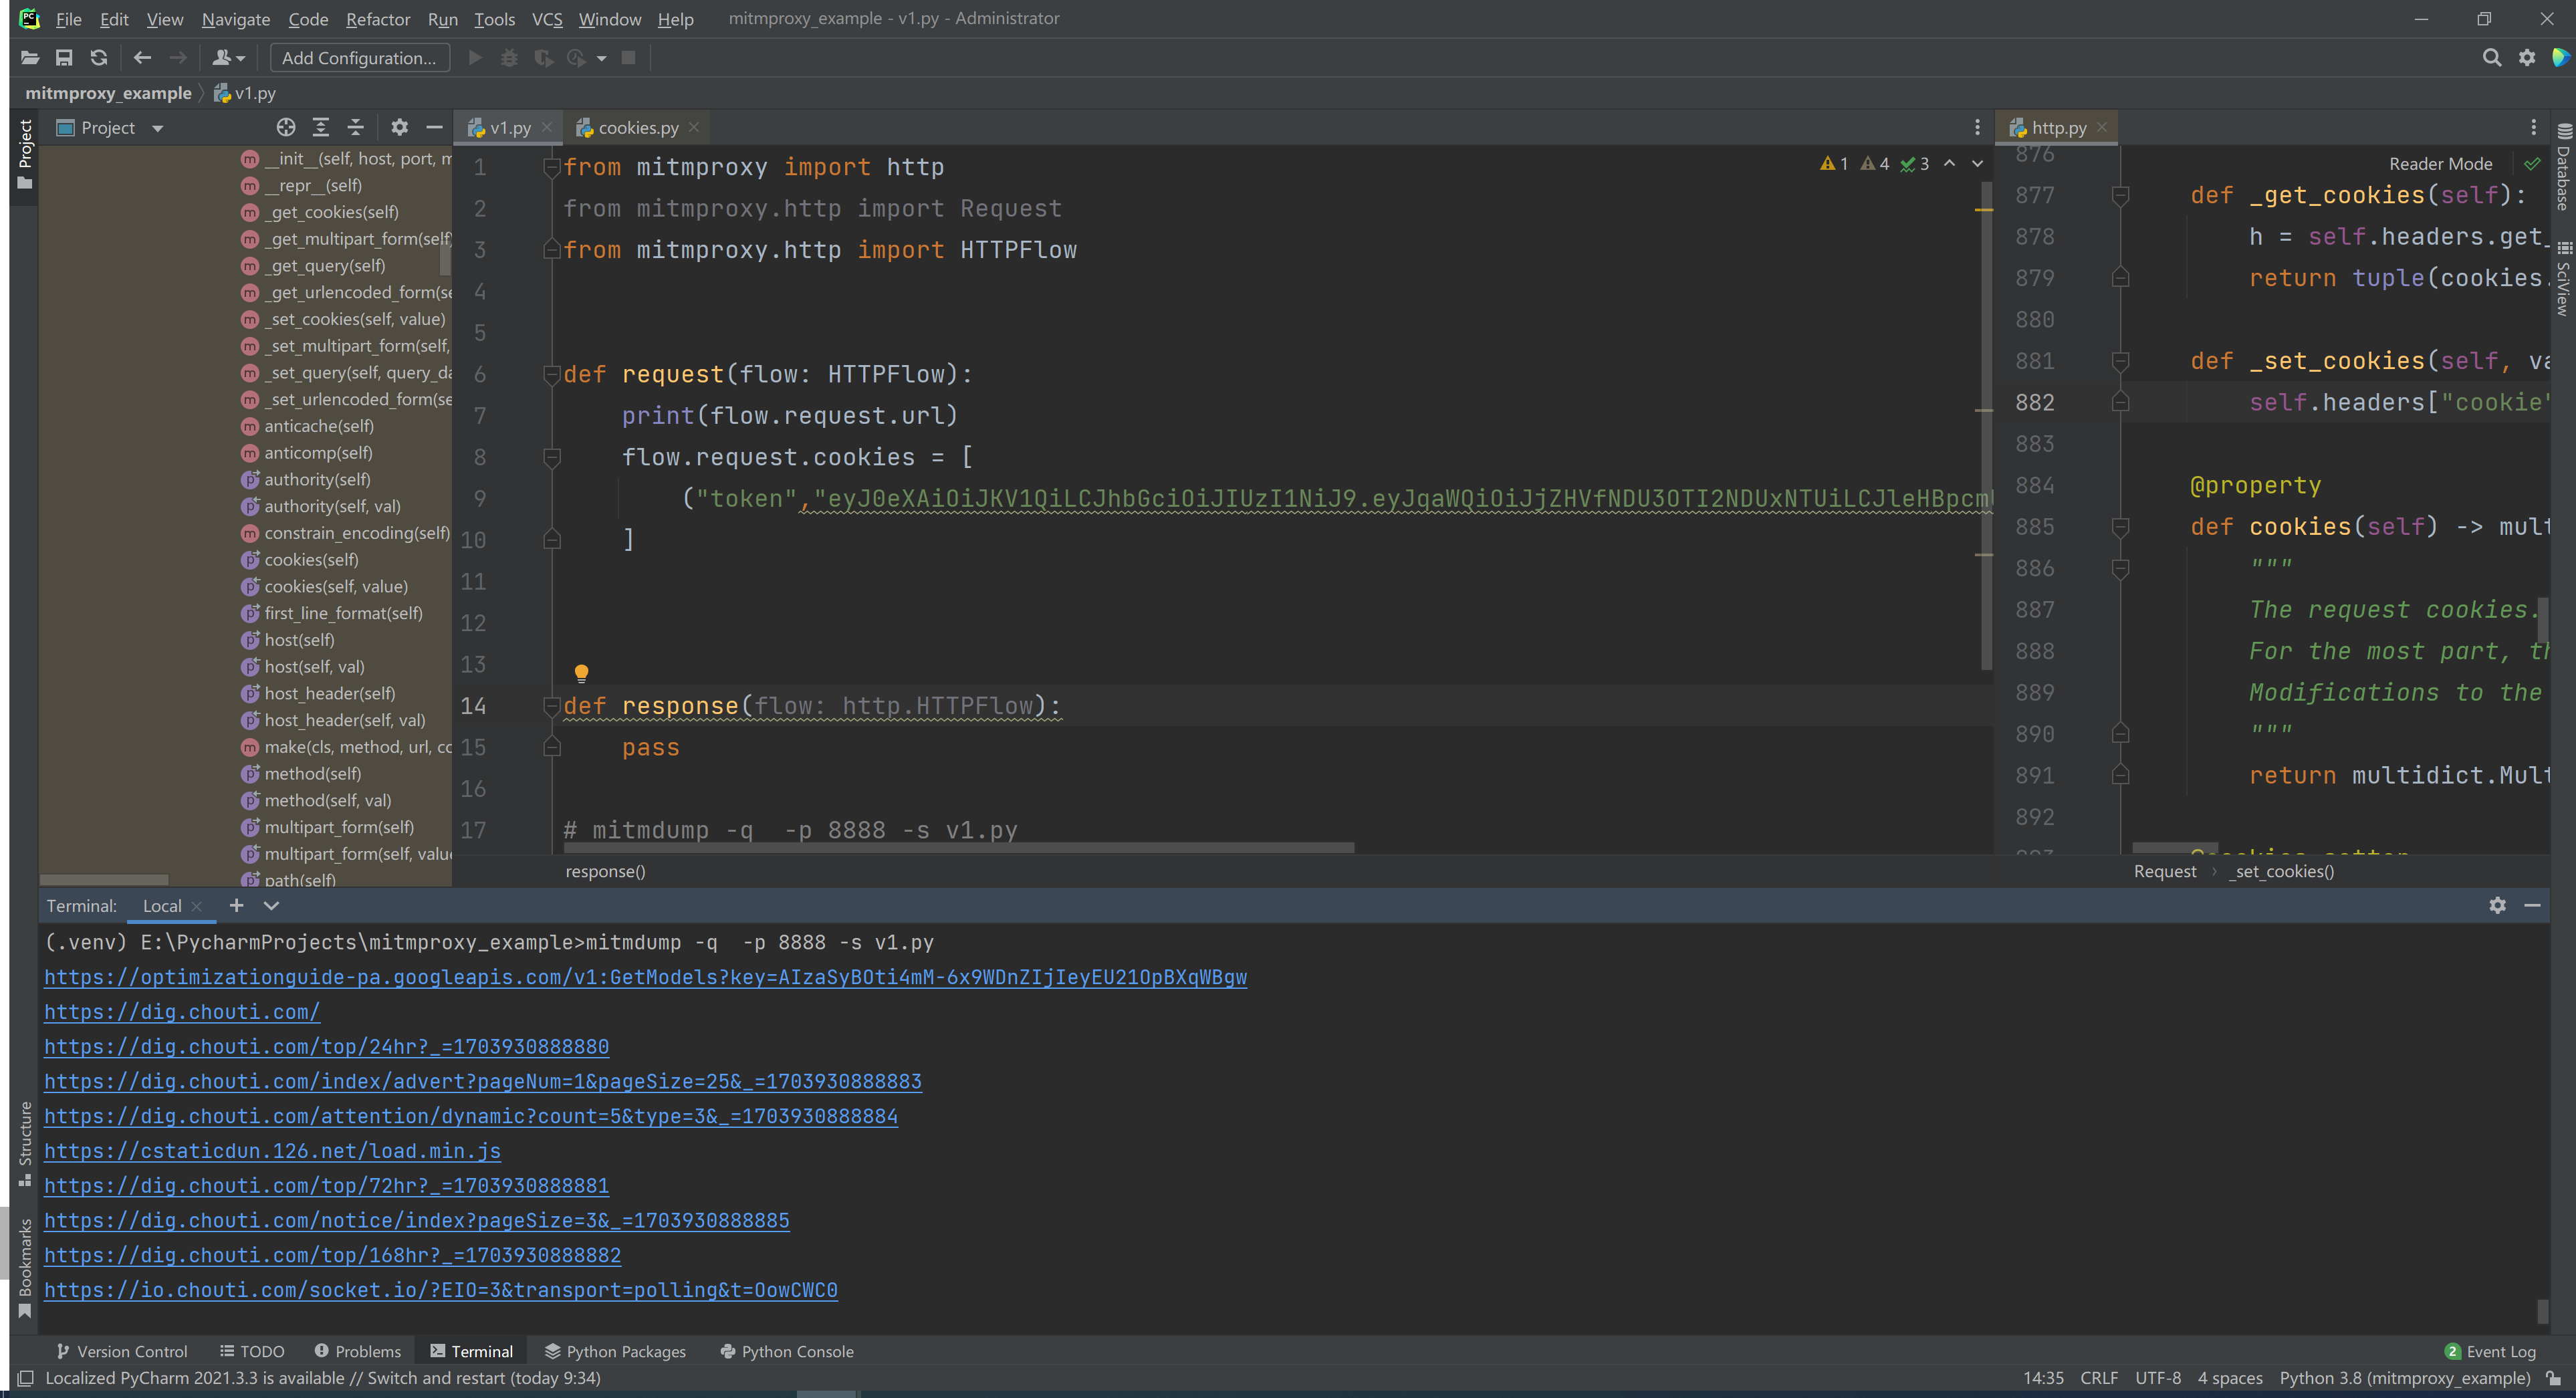 File Edit View Navigate Code Refactor Run Tools VCS Window Help mitmproxy_example - v1.py - Administrator
Add Configuration...
mitmproxy_example v1.py
Project
Project
__init__(self, host, port, m
__repr__(self)
_get_cookies(self)
_get_multipart_form(self)
_get_query(self)
_get_urlencoded_form(se
_set_cookies(self, value)
_set_multipart_form(self,
_set_query(self, query_da
_set_urlencoded_form(se
anticache(self)
anticomp(self)
authority(self)
authority(self, val)
constrain_encoding(self)
cookies(self)
cookies(self, value)
first_line_format(self)
host(self)
host(self, val)
host_header(self)
host_header(self, val)
make(cls, method, url, co
method(self)
method(self, val)
multipart_form(self)
multipart_form(self, value
path(self)
v1.py cookies.py
1 4 3
1 from mitmproxy import http
2 from mitmproxy.http import Request
3 from mitmproxy.http import HTTPFlow
4
5
6 def request(flow: HTTPFlow):
7 print(flow.request.url)
8 flow.request.cookies = [
9 ("token","eyJ0eXAiOiJKV1QiLCJhbGciOiJIUzI1NiJ9.eyJqaWQiOiJjZHVfNDU3OTI2NDUxNTUiLCJleHBpcm
10 ]
11
12
13
14 def response(flow: http.HTTPFlow):
15 pass
16
17 # mitmdump -q  -p 8888 -s v1.py
response()
http.py
Reader Mode
876
877 def _get_cookies(self):
878 h = self.headers.get_
879 return tuple(cookies.
880
881 def _set_cookies(self, va
882 self.headers["cookie"
883
884 @property
885 def cookies(self) -> mult
886 """
887 The request cookies.
888 For the most part, th
889 Modifications to the
890 """
891 return multidict.Mult
892
893 @cookies.setter
Request _set_cookies()
Database
SciView
Terminal: Local
(.venv) E:\PycharmProjects\mitmproxy_example>mitmdump -q  -p 8888 -s v1.py
https://optimizationguide-pa.googleapis.com/v1:GetModels?key=AIzaSyBOti4mM-6x9WDnZIjIeyEU21OpBXqWBgw
https://dig.chouti.com/
https://dig.chouti.com/top/24hr?_=1703930888880
https://dig.chouti.com/index/advert?pageNum=1&pageSize=25&_=1703930888883
https://dig.chouti.com/attention/dynamic?count=5&type=3&_=1703930888884
https://cstaticdun.126.net/load.min.js
https://dig.chouti.com/top/72hr?_=1703930888881
https://dig.chouti.com/notice/index?pageSize=3&_=1703930888885
https://dig.chouti.com/top/168hr?_=1703930888882
https://io.chouti.com/socket.io/?EIO=3&transport=polling&t=OowCWC0
Structure
Bookmarks
Version Control TODO Problems Terminal Python Packages Python Console 2 Event Log
Localized PyCharm 2021.3.3 is available // Switch and restart (today 9:34) 14:35 CRLF UTF-8 4 spaces Python 3.8 (mitmproxy_example)